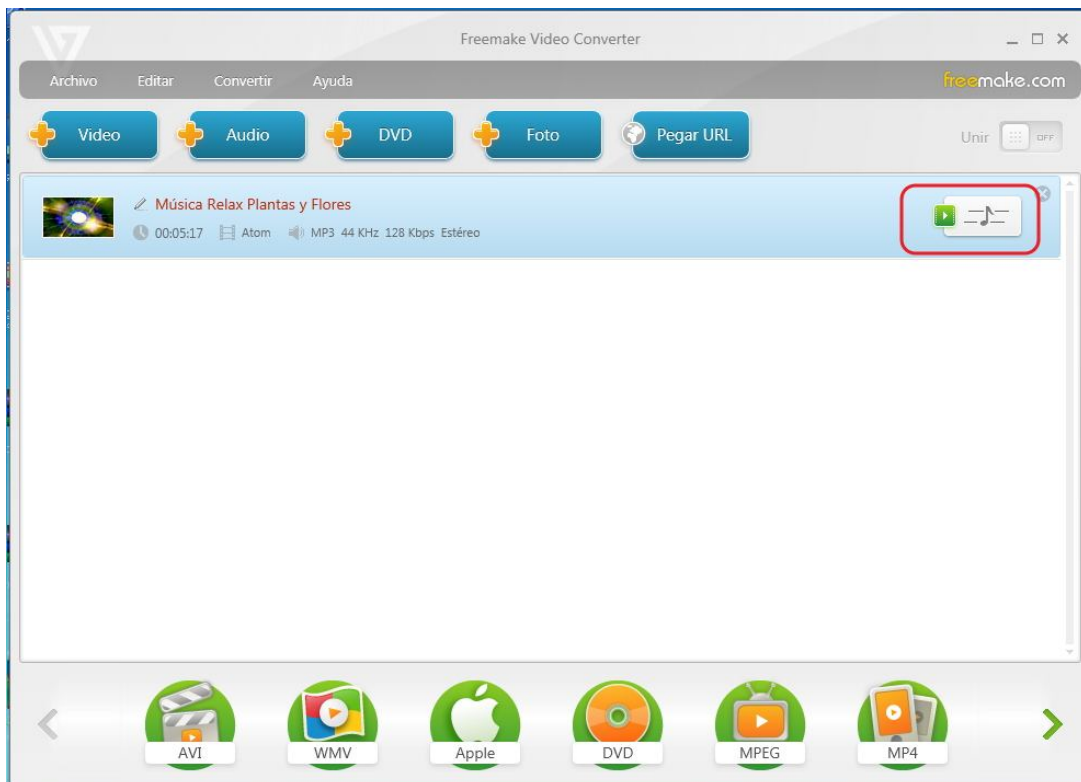 Freemake Video Converter
Archivo Editar Convertir Ayuda freemake.com
Video Audio DVD Foto Pegar URL Unir OFF
Música Relax Plantas y Flores
00:05:17 Atom MP3 44 KHz 128 Kbps Estéreo
AVI WMV Apple DVD MPEG MP4